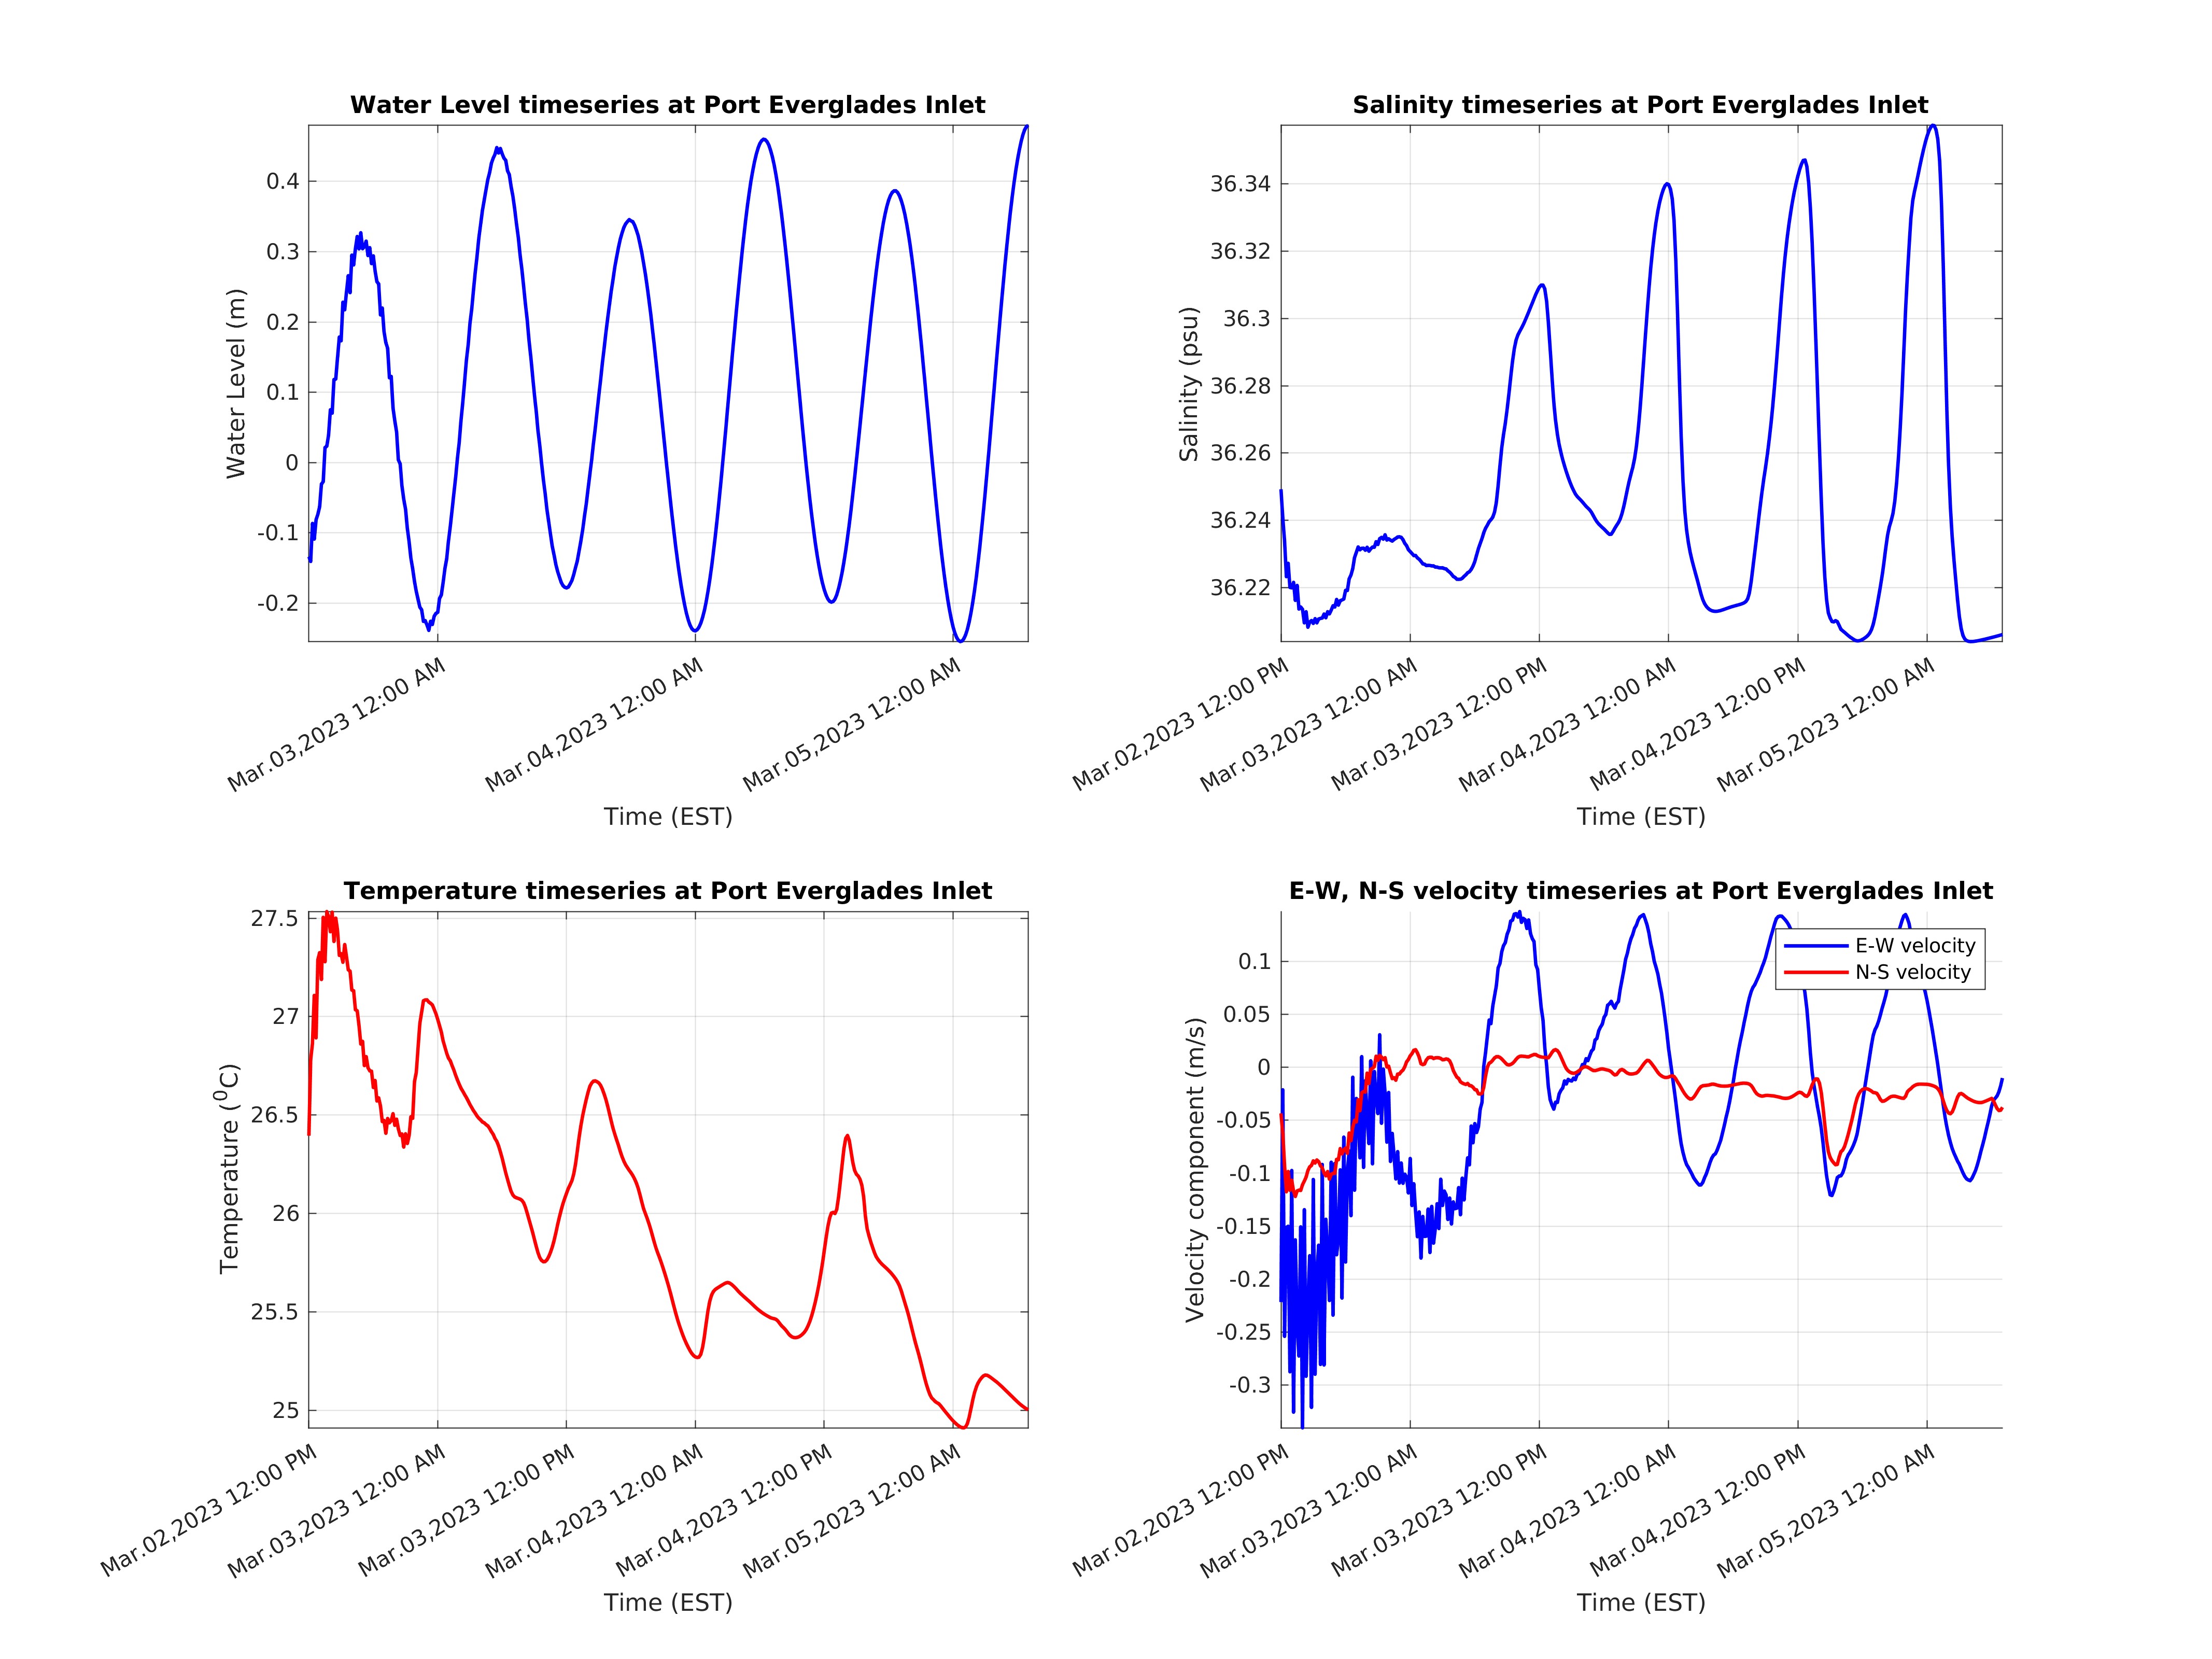 Water Level timeseries at Port Everglades Inlet
Water Level (m)
0.4
0.3
0.2
0.1
0
-0.1
-0.2
Mar.03,2023 12:00 AM
Mar.04,2023 12:00 AM
Mar.05,2023 12:00 AM
Time (EST)
Salinity timeseries at Port Everglades Inlet
Salinity (psu)
36.34
36.32
36.3
36.28
36.26
36.24
36.22
Mar.02,2023 12:00 PM
Mar.03,2023 12:00 AM
Mar.03,2023 12:00 PM
Mar.04,2023 12:00 AM
Mar.04,2023 12:00 PM
Mar.05,2023 12:00 AM
Time (EST)
Temperature timeseries at Port Everglades Inlet
Temperature (⁰C)
27.5
27
26.5
26
25.5
25
Mar.02,2023 12:00 PM
Mar.03,2023 12:00 AM
Mar.03,2023 12:00 PM
Mar.04,2023 12:00 AM
Mar.04,2023 12:00 PM
Mar.05,2023 12:00 AM
Time (EST)
E-W, N-S velocity timeseries at Port Everglades Inlet
Velocity component (m/s)
0.1
0.05
0
-0.05
-0.1
-0.15
-0.2
-0.25
-0.3
E-W velocity
N-S velocity
Mar.02,2023 12:00 PM
Mar.03,2023 12:00 AM
Mar.03,2023 12:00 PM
Mar.04,2023 12:00 AM
Mar.04,2023 12:00 PM
Mar.05,2023 12:00 AM
Time (EST)